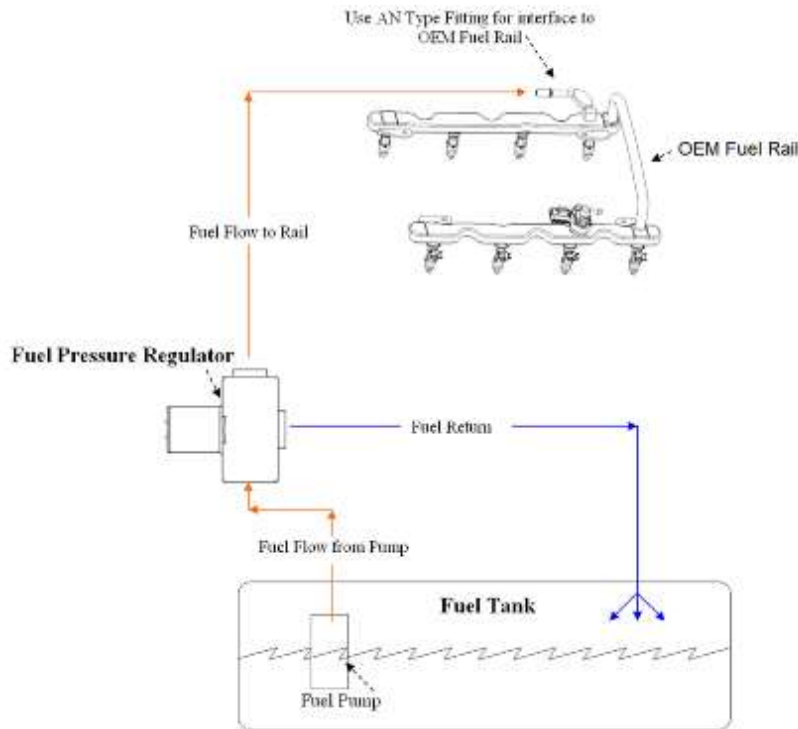 Use AN Type Fitting for interface to
OEM Fuel Rail
OEM Fuel Rail
Fuel Flow to Rail
Fuel Pressure Regulator
Fuel Return
Fuel Flow from Pump
Fuel Tank
Fuel Pump